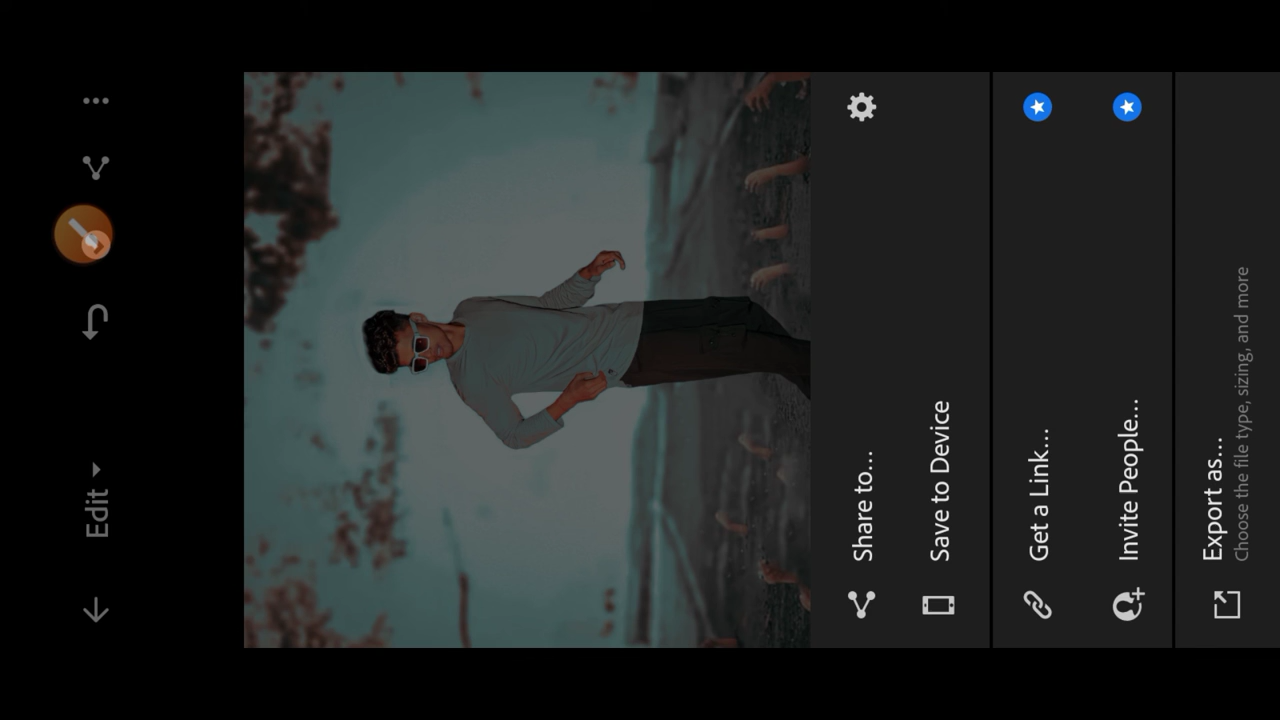 Edit
Share to...
Save to Device
Get a Link...
Invite People...
Export as...
Choose the file type, sizing, and more